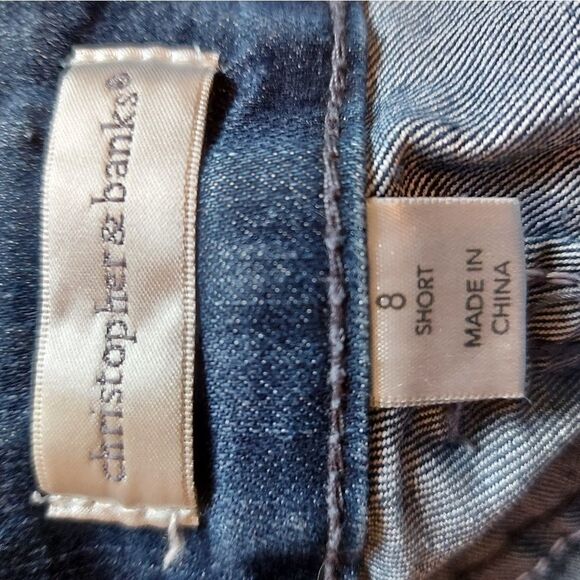 christopher & banks®
8
SHORT
MADE IN
CHINA